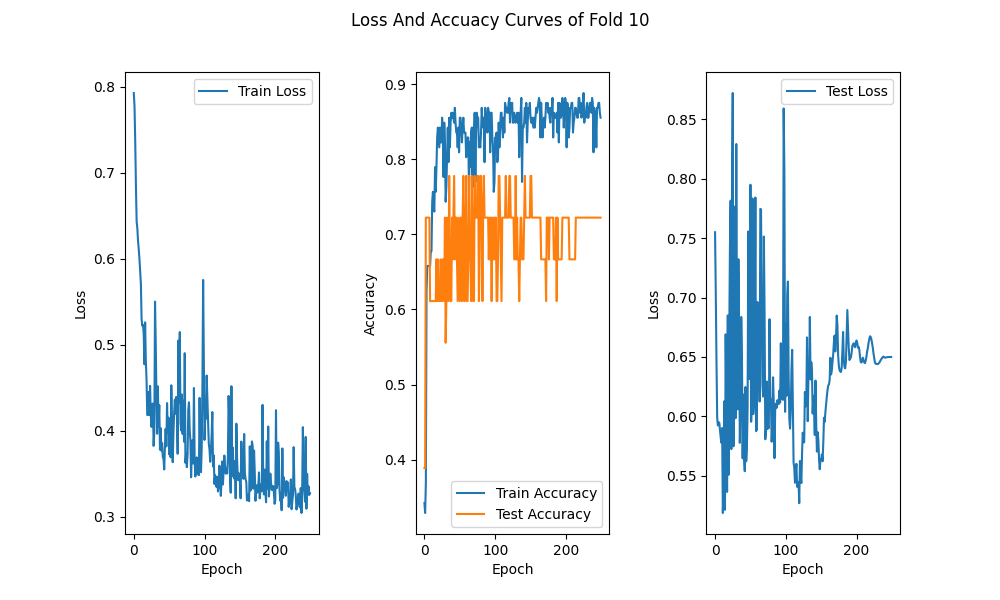 Loss And Accuacy Curves of Fold 10
Loss
0.8
0.7
0.6
0.5
0.4
0.3
Train Loss
0 100 200
Epoch
Accuracy
0.9
0.8
0.7
0.6
0.5
0.4
Train Accuracy
Test Accuracy
0 100 200
Epoch
Loss
0.85
0.80
0.75
0.70
0.65
0.60
0.55
Test Loss
0 100 200
Epoch